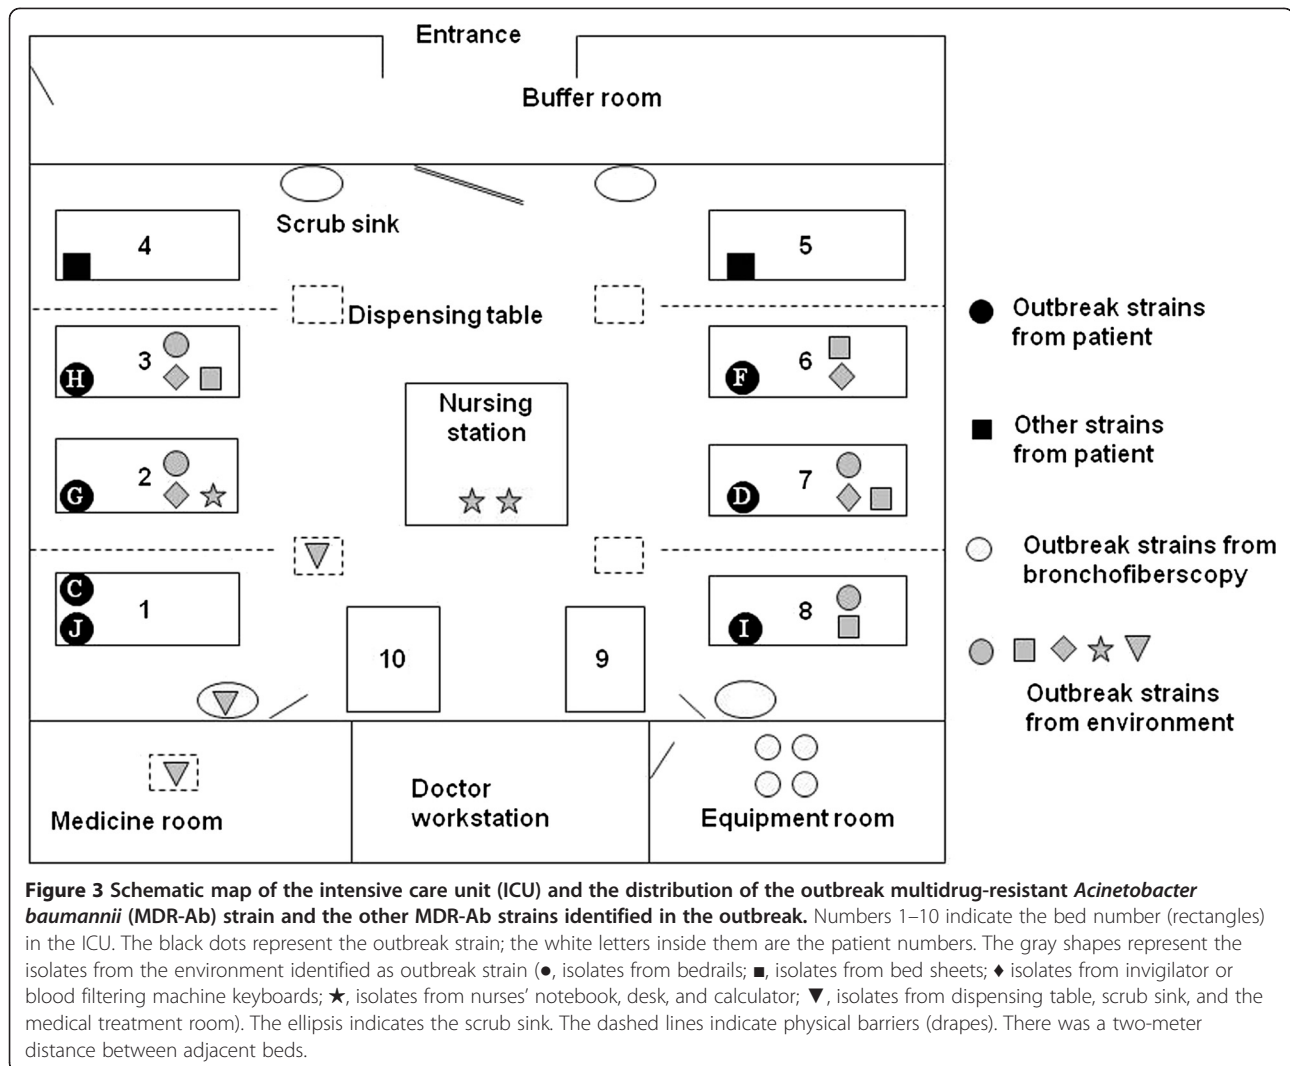 Entrance
Buffer room
Scrub sink
4
5
Dispensing table
3
H
6
F
Nursing
station
2
G
7
D
C
J
1
8
I
10
9
Medicine room
Doctor
workstation
Equipment room
Outbreak strains
from patient
Other strains
from patient
Outbreak strains from
bronchofiberscopy
Outbreak strains
from environment
Figure 3 Schematic map of the intensive care unit (ICU) and the distribution of the outbreak multidrug-resistant Acinetobacter
baumannii (MDR-Ab) strain and the other MDR-Ab strains identified in the outbreak. Numbers 1–10 indicate the bed number (rectangles)
in the ICU. The black dots represent the outbreak strain; the white letters inside them are the patient numbers. The gray shapes represent the
isolates from the environment identified as outbreak strain (●, isolates from bedrails; ■, isolates from bed sheets; ♦ isolates from invigilator or
blood filtering machine keyboards; ★, isolates from nurses’ notebook, desk, and calculator; ▼, isolates from dispensing table, scrub sink, and the
medical treatment room). The ellipsis indicates the scrub sink. The dashed lines indicate physical barriers (drapes). There was a two-meter
distance between adjacent beds.